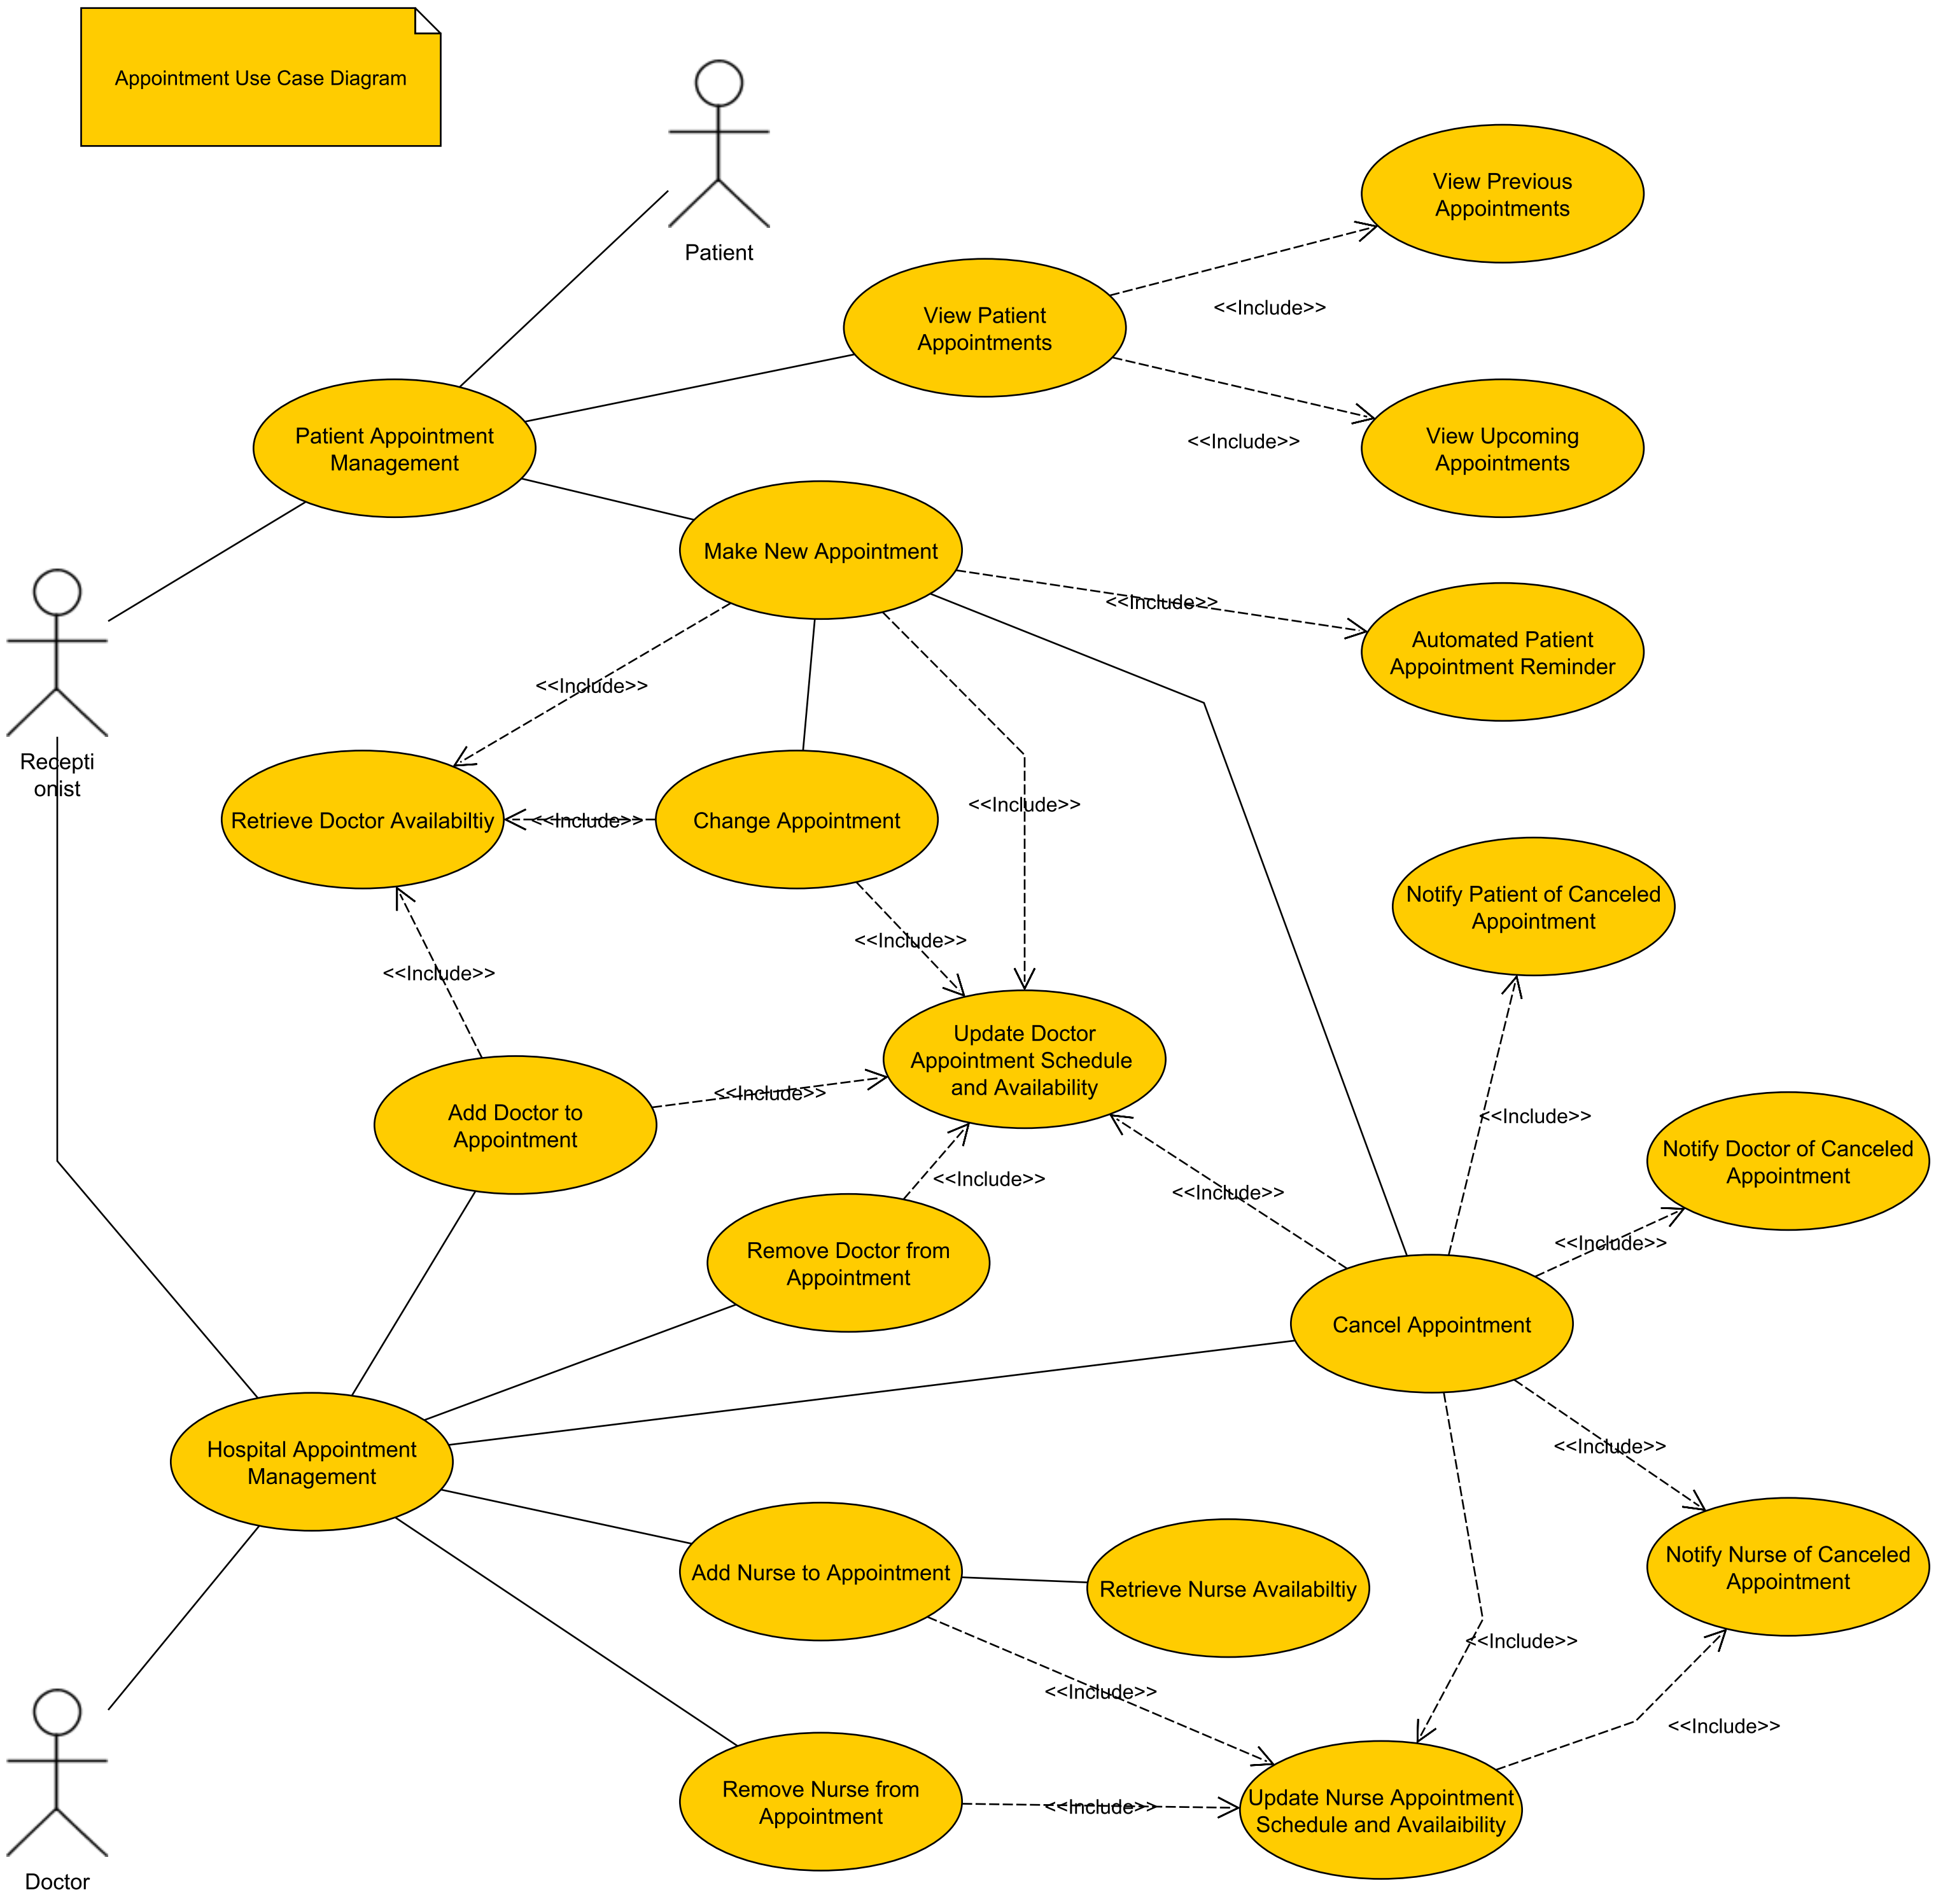 Appointment Use Case Diagram
Patient
View Previous
Appointments
View Patient
Appointments
<<Include>>
View Upcoming
Appointments
<<Include>>
Patient Appointment
Management
Make New Appointment
<<Include>>
Automated Patient
Appointment Reminder
<<Include>>
Recepti
onist
Retrieve Doctor Availabiltiy
<<Include>>
Change Appointment
<<Include>>
Notify Patient of Canceled
Appointment
<<Include>>
<<Include>>
Update Doctor
Appointment Schedule
and Availability
Add Doctor to
Appointment
<<Include>>
<<Include>>
Notify Doctor of Canceled
Appointment
<<Include>>
<<Include>>
Remove Doctor from
Appointment
<<Include>>
Cancel Appointment
Hospital Appointment
Management
<<Include>>
Add Nurse to Appointment
Retrieve Nurse Availabiltiy
Notify Nurse of Canceled
Appointment
<<Include>>
<<Include>>
<<Include>>
Remove Nurse from
Appointment
<<Include>>
Update Nurse Appointment
Schedule and Availaibility
Doctor